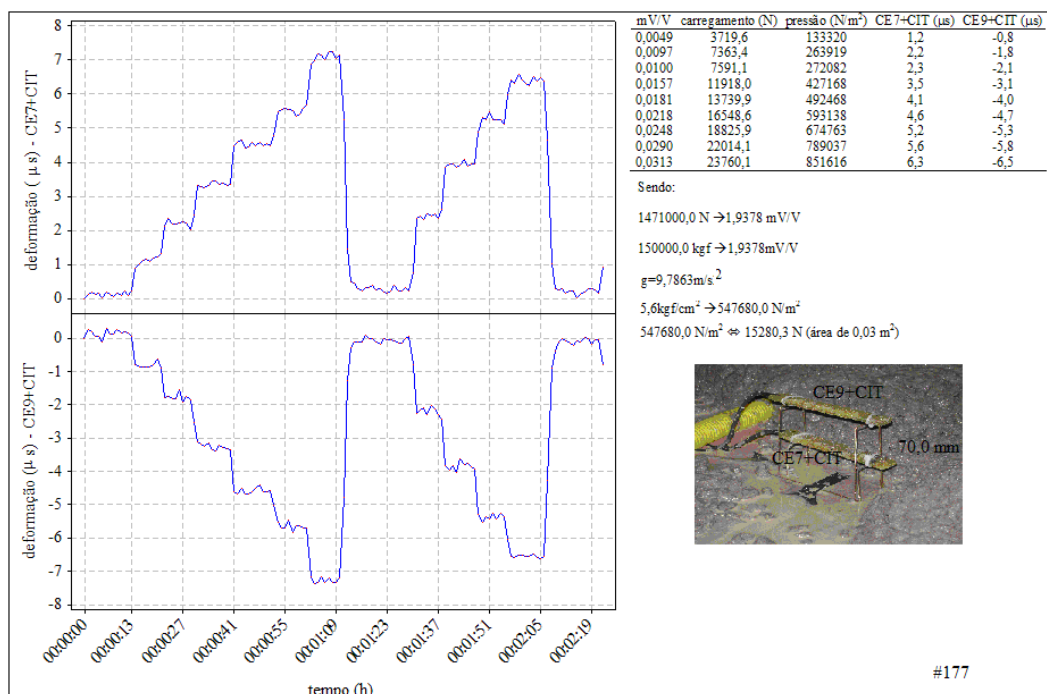 8
7
6
5
4
3
2
1
0
deformação ( μ s) - CE7+CIT
0
-1
-2
-3
-4
-5
-6
-7
-8
deformação (μ s) - CE9+CIT
00:00:00
00:00:13
00:00:27
00:00:41
00:00:55
00:01:09
00:01:23
00:01:37
00:01:51
00:02:05
00:02:19
tempo (h)
mV/V carregamento (N) pressão (N/m²) CE7+CIT (μs) CE9+CIT (μs)
0,0049 3719,6 133320 1,2 -0,8
0,0097 7363,4 263919 2,2 -1,8
0,0100 7591,1 272082 2,3 -2,1
0,0157 11918,0 427168 3,5 -3,1
0,0181 13739,9 492468 4,1 -4,0
0,0218 16548,6 593138 4,6 -4,7
0,0248 18825,9 674763 5,2 -5,3
0,0290 22014,1 789037 5,6 -5,8
0,0313 23760,1 851616 6,3 -6,5
Sendo:
1471000,0 N →1,9378 mV/V
150000,0 kgf →1,9378mV/V
g=9,7863m/s.²
5,6kgf/cm² →547680,0 N/m²
547680,0 N/m² ⇔ 15280,3 N (área de 0,03 m²)
CE9+CIT
70,0 mm
CE7+CIT
#177